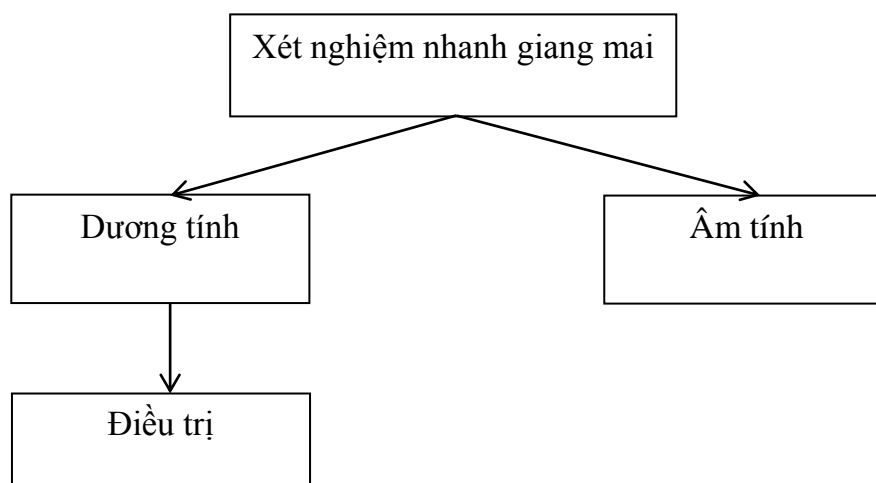 Xét nghiệm nhanh giang mai
Dương tính
Âm tính
Điều trị